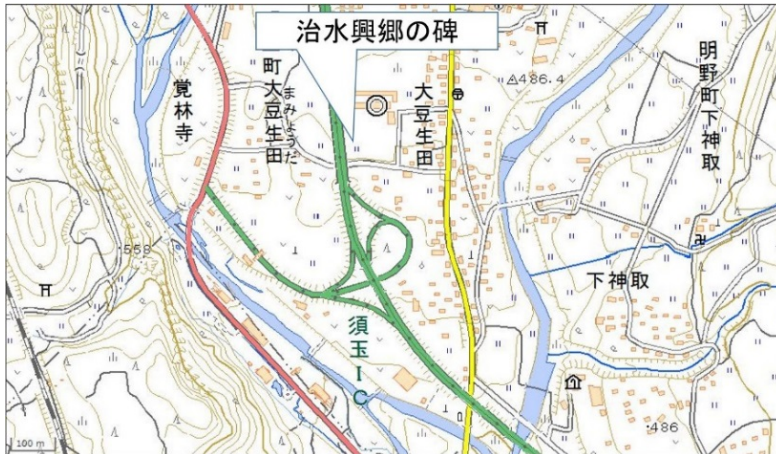 治水興郷の碑
明野町下神取
486.4
大豆生田
町大豆生田
まみょうだ
覚林寺
558
下神取
須玉IC
486
100 m